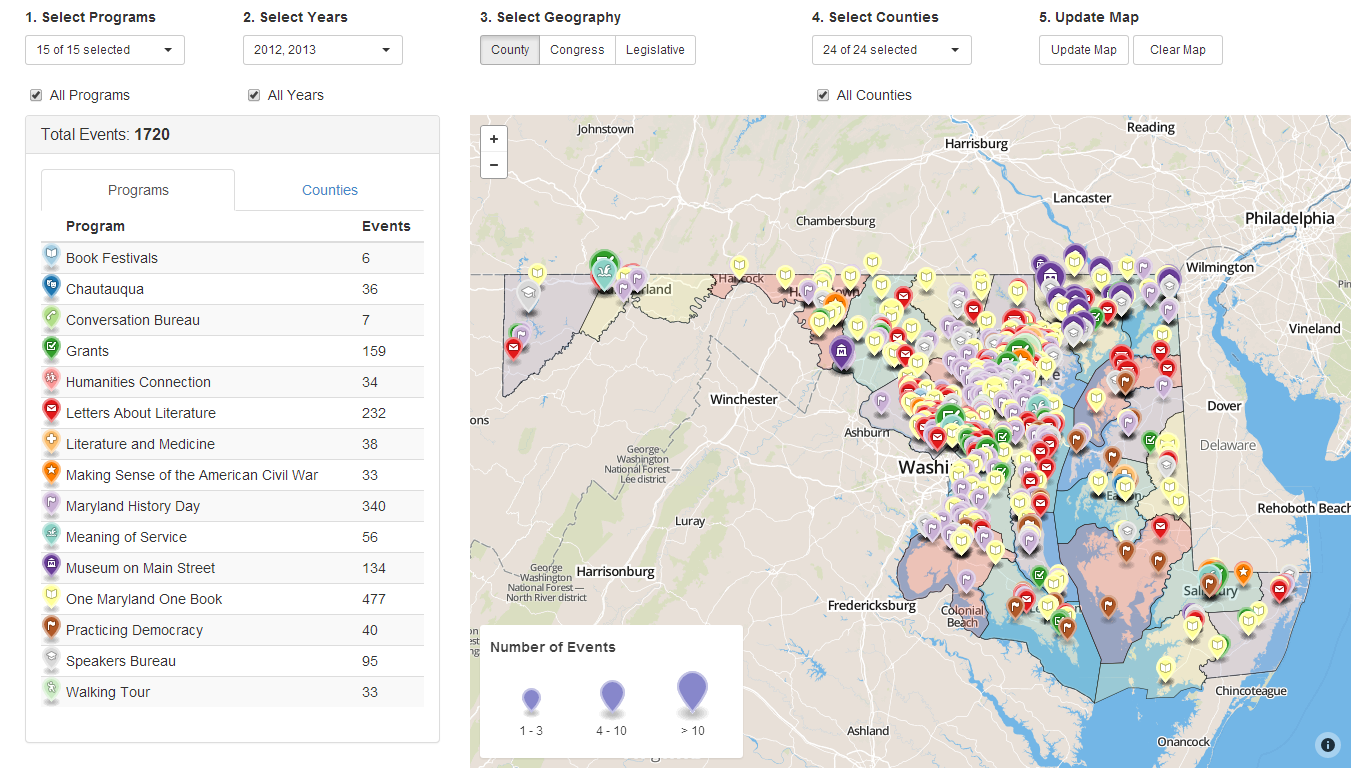 1. Select Programs
2. Select Years
3. Select Geography
4. Select Counties
5. Update Map
15 of 15 selected
2012, 2013
County
Congress
Legislative
24 of 24 selected
Update Map
Clear Map
All Programs
All Years
All Counties
Total Events: 1720
Programs
Counties
Program Events
Book Festivals 6
Chautauqua 36
Conversation Bureau 7
Grants 159
Humanities Connection 34
Letters About Literature 232
Literature and Medicine 38
Making Sense of the American Civil War 33
Maryland History Day 340
Meaning of Service 56
Museum on Main Street 134
One Maryland One Book 477
Practicing Democracy 40
Speakers Bureau 95
Walking Tour 33
+
−
Johnstown
Reading
Harrisburg
Lancaster
Chambersburg
Philadelphia
Wilmington
Vineland
Winchester
Dover
Ashburn
Delaware
George
Washington
National Forest —
Lee district
Washi
Rehoboth Beach
Luray
George
Washington
National Forest —
North River district
Harrisonburg
Fredericksburg
Colonial
Beach
Chincoteague
Ashland
Onancock
Number of Events
1 - 3
4 - 10
> 10